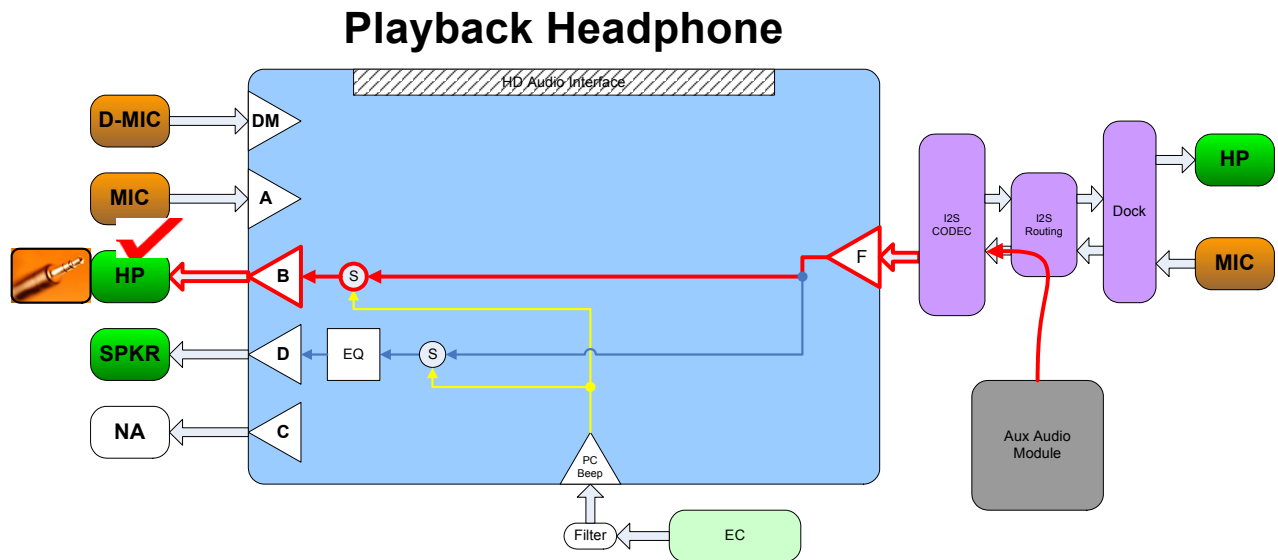 Playback Headphone
HD Audio Interface
D-MIC
DM
MIC
A
HP
B
S
F
I2S
CODEC
I2S
Routing
Dock
HP
MIC
SPKR
D
EQ
S
NA
C
PC
Beep
Aux Audio
Module
Filter
EC